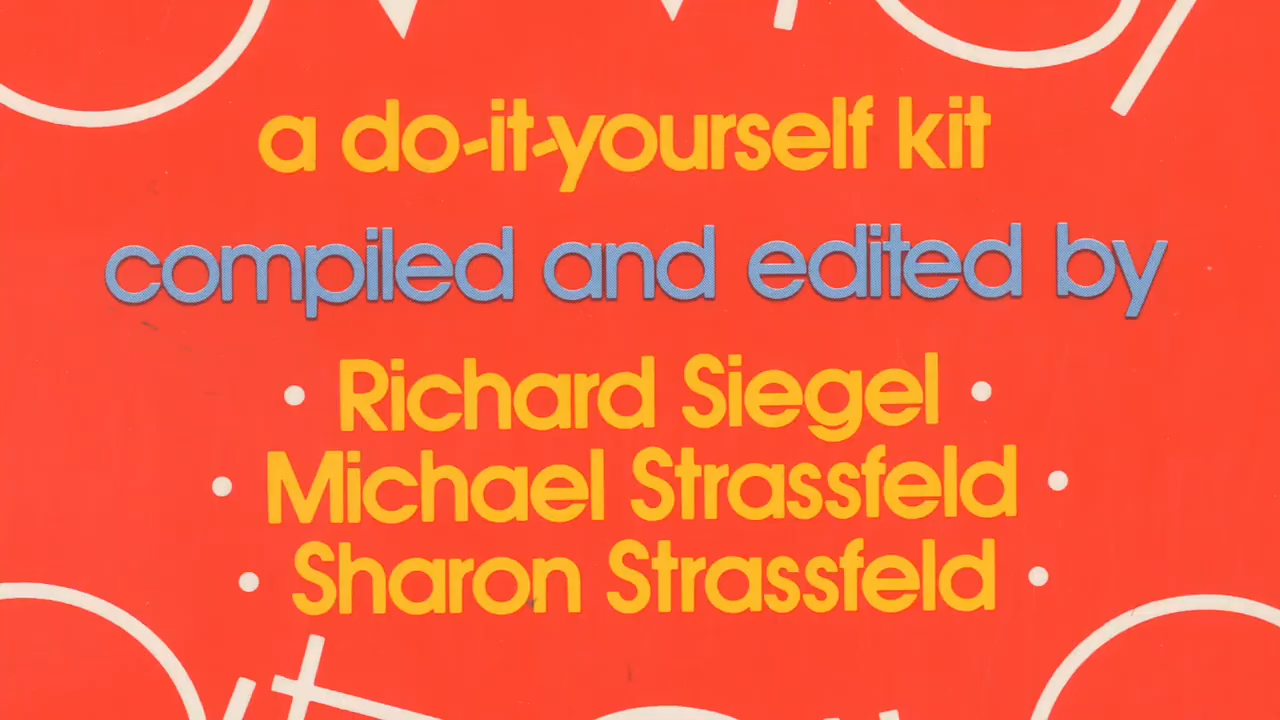 a do-it-yourself kit
compiled and edited by
• Richard Siegel •
• Michael Strassfeld •
• Sharon Strassfeld •